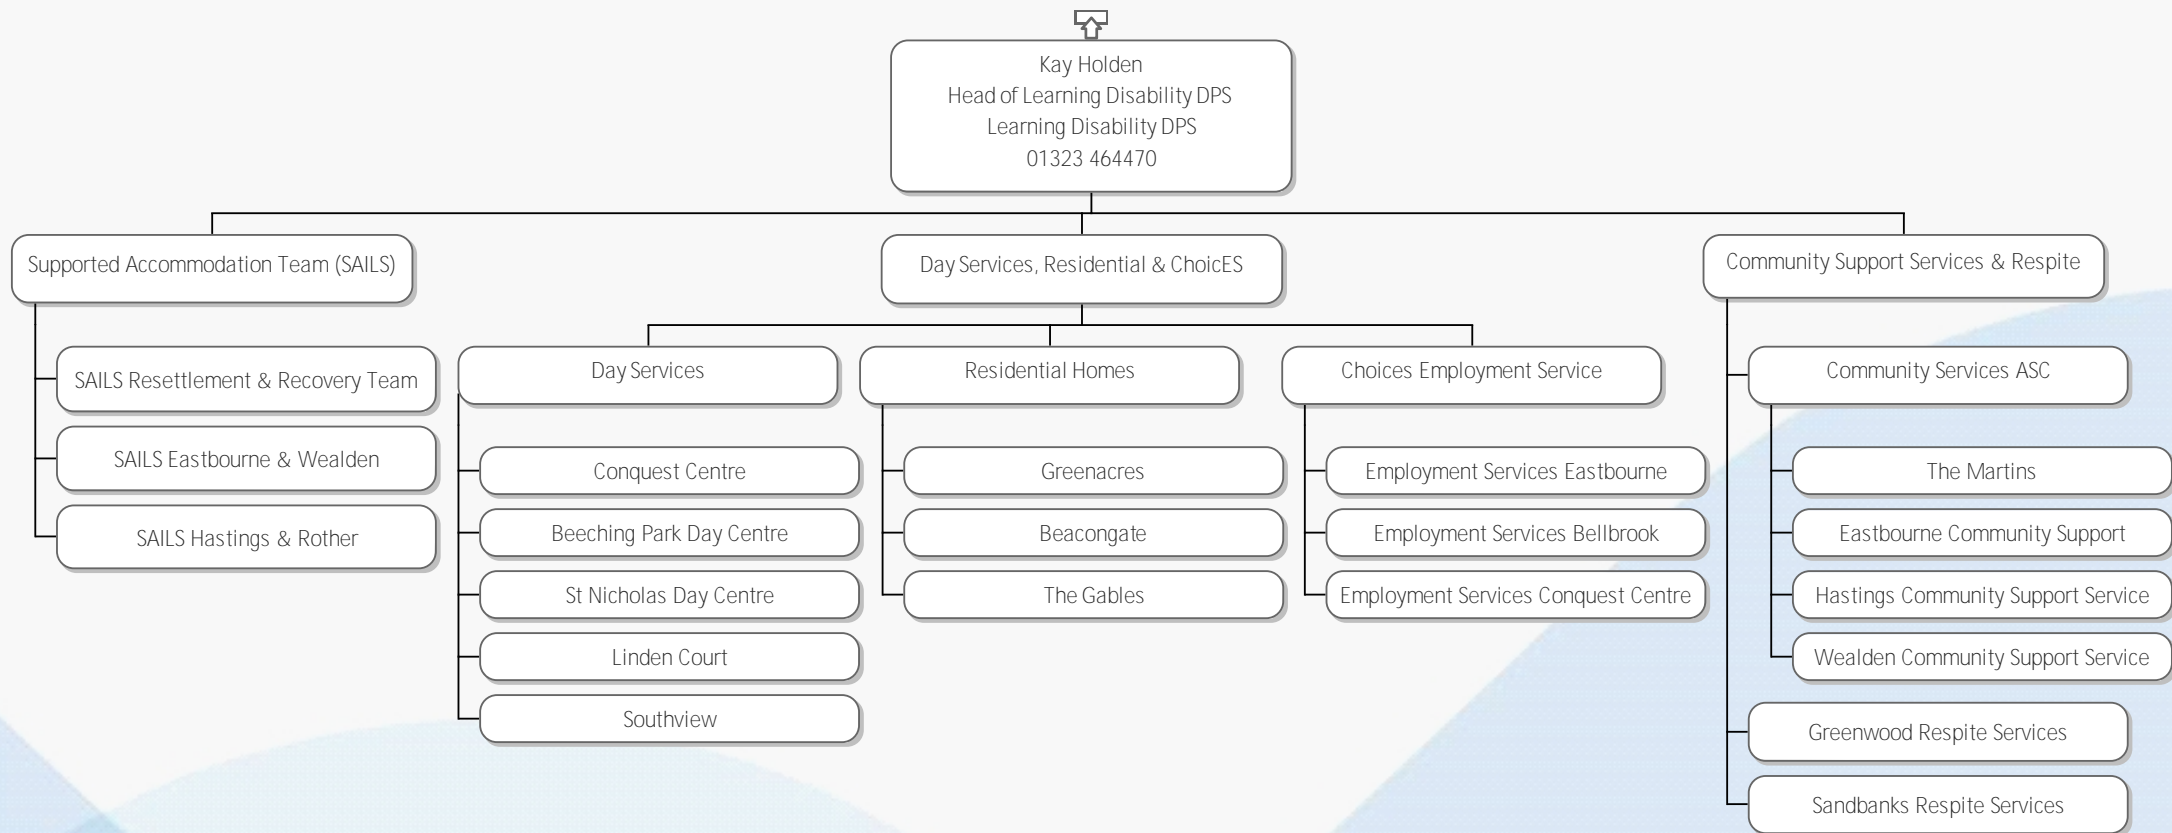 Kay Holden
Head of Learning Disability DPS
Learning Disability DPS
01323 464470
Supported Accommodation Team (SAILS)
SAILS Resettlement & Recovery Team
SAILS Eastbourne & Wealden
SAILS Hastings & Rother
Day Services, Residential & ChoicES
Day Services
Conquest Centre
Beeching Park Day Centre
St Nicholas Day Centre
Linden Court
Southview
Residential Homes
Greenacres
Beacongate
The Gables
Choices Employment Service
Employment Services Eastbourne
Employment Services Bellbrook
Employment Services Conquest Centre
Community Support Services & Respite
Community Services ASC
The Martins
Eastbourne Community Support
Hastings Community Support Service
Wealden Community Support Service
Greenwood Respite Services
Sandbanks Respite Services